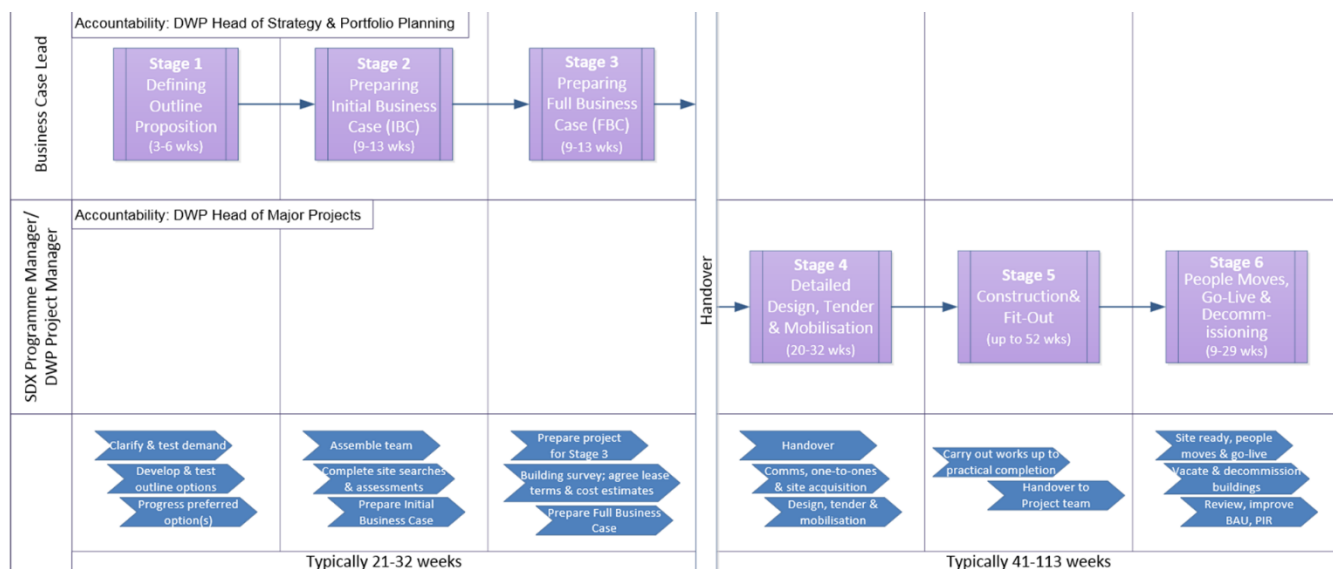 Accountability: DWP Head of Strategy & Portfolio Planning
Business Case Lead
Stage 1
Defining
Outline
Proposition
(3-6 wks)
Stage 2
Preparing
Initial Business
Case (IBC)
(9-13 wks)
Stage 3
Preparing
Full Business
Case (FBC)
(9-13 wks)
Accountability: DWP Head of Major Projects
SDX Programme Manager/
DWP Project Manager
Handover
Stage 4
Detailed
Design, Tender
& Mobilisation
(20-32 wks)
Stage 5
Construction&
Fit-Out
(up to 52 wks)
Stage 6
People Moves,
Go-Live &
Decomm-
issioning
(9-29 wks)
Clarify & test demand
Develop & test
outline options
Progress preferred
option(s)
Assemble team
Complete site searches
& assessments
Prepare Initial
Business Case
Prepare project
for Stage 3
Building survey; agree lease
terms & cost estimates
Prepare Full Business
Case
Handover
Comms, one-to-ones
& site acquisition
Design, tender &
mobilisation
Carry out works up to
practical completion
Handover to
Project team
Site ready, people
moves & go-live
Vacate & decommission
buildings
Review, improve
BAU, PIR
Typically 21-32 weeks
Typically 41-113 weeks